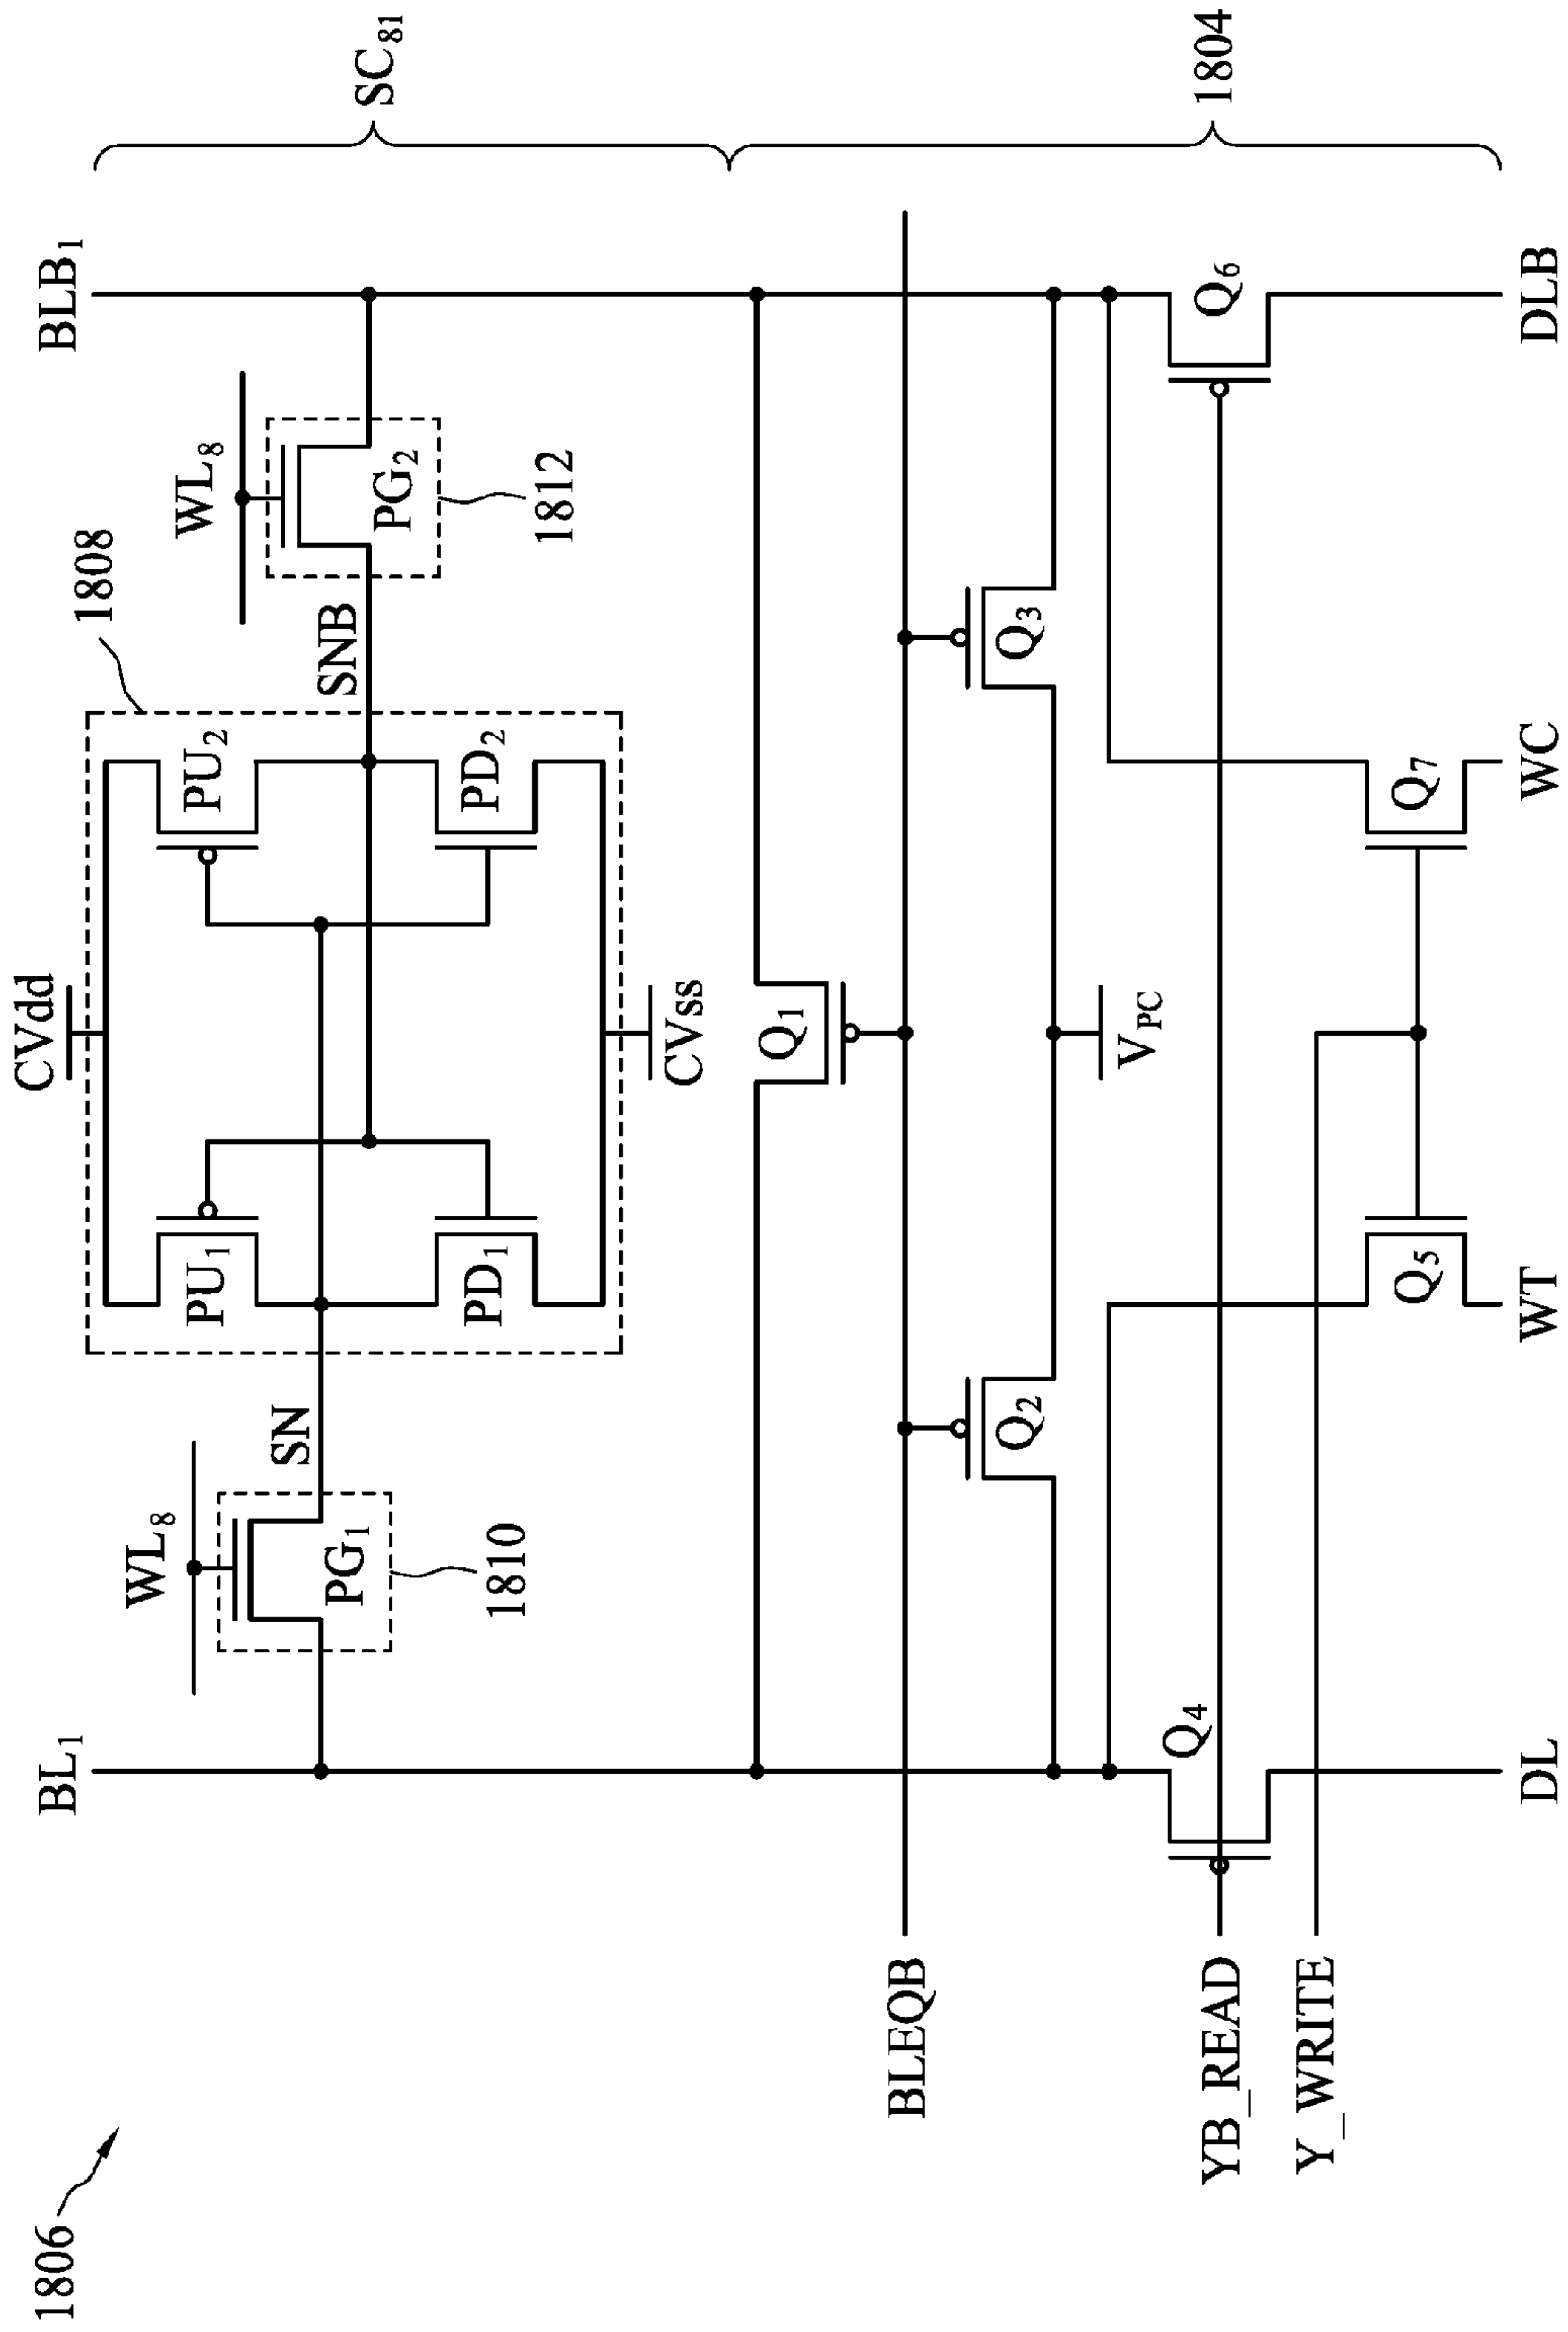 1806
BL₁
CVdd
1808
BLB₁
WL₈
WL₈
SC₈₁
PU₁
PU₂
SN
SNB
PG₁
PG₂
PD₁
PD₂
1810
1812
CVss
Q₁
BLEQB
Q₂
Q₃
V_PC
Q₄
Q₆
1804
YB_READ
Y_WRITE
Q₅
Q₇
DL
WT
WC
DLB